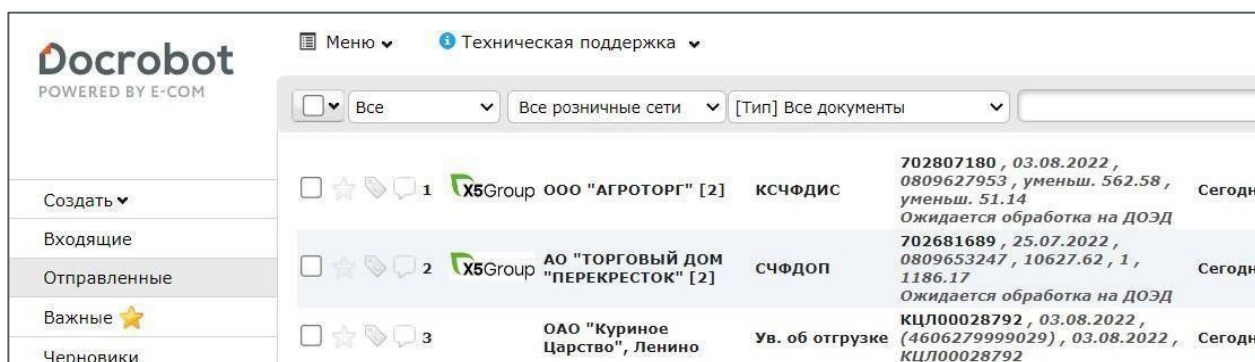 Docrobot
POWERED BY E-COM
Меню
Техническая поддержка
Все
Все розничные сети
[Тип] Все документы
Создать
Входящие
Отправленные
Важные
Черновики
1 X5Group ООО "АГРОТОРГ" [2] КСЧФДИС
702807180 , 03.08.2022 ,
0809627953 , уменьш. 562.58 ,
уменьш. 51.14
Ожидается обработка на ДОЭД
2 X5Group АО "ТОРГОВЫЙ ДОМ
"ПЕРЕКРЕСТОК" [2]
СЧФДОП
702681689 , 25.07.2022 ,
0809653247 , 10627.62 , 1 ,
1186.17
Ожидается обработка на ДОЭД
3 ОАО "Куриное
Царство", Ленино
Ув. об отгрузке
КЦЛ00028792 , 03.08.2022 ,
(4606279999029) , 03.08.2022 ,
КЦЛ00028792